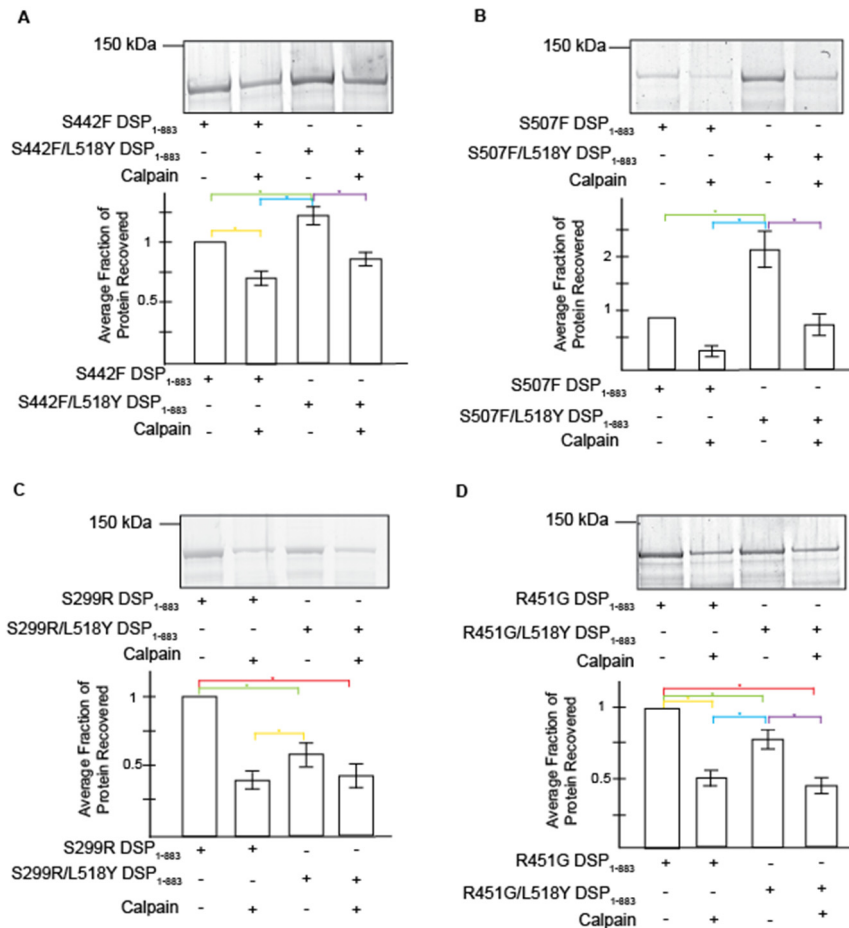 A
150 kDa
S442F DSP1-883 + + - -
S442F/L518Y DSP1-883 - - + +
Calpain - + - +
Average Fraction of
Protein Recovered
1
0.5
* * * *
S442F DSP1-883 + + - -
S442F/L518Y DSP1-883 - - + +
Calpain - + - +
B
150 kDa
S507F DSP1-883 + + - -
S507F/L518Y DSP1-883 - - + +
Calpain - + - +
Average Fraction of
Protein Recovered
2
1
* * *
S507F DSP1-883 + + - -
S507F/L518Y DSP1-883 - - + +
Calpain - + - +
C
150 kDa
S299R DSP1-883 + + - -
S299R/L518Y DSP1-883 - - + +
Calpain - + - +
Average Fraction of
Protein Recovered
1
0.5
* * *
S299R DSP1-883 + + - -
S299R/L518Y DSP1-883 - - + +
Calpain - + - +
D
150 kDa
R451G DSP1-883 + + - -
R451G/L518Y DSP1-883 - - + +
Calpain - + - +
Average Fraction of
Protein Recovered
1
0.5
* * * * *
R451G DSP1-883 + + - -
R451G/L518Y DSP1-883 - - + +
Calpain - + - +